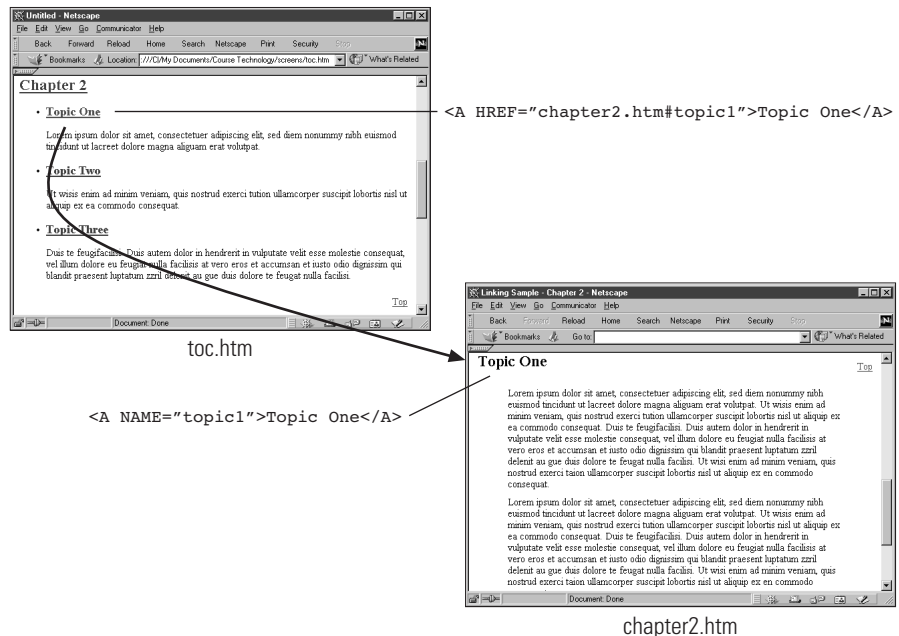 Untitled - Netscape
File Edit View Go Communicator Help
Back Forward Reload Home Search Netscape Print Security Stop
Bookmarks Location: :///C|/My Documents/Course Technology/screens/toc.htm What's Related
Chapter 2
• Topic One
Lorem ipsum dolor sit amet, consectetuer adipiscing elit, sed diem nonummy nibh euismod
tincidunt ut lacreet dolore magna aliguam erat volutpat.
• Topic Two
Ut wisis enim ad minim veniam, quis nostrud exerci tution ullamcorper suscipit lobortis nisl ut
aliquip ex ea commodo consequat.
• Topic Three
Duis te feugifacilisi. Duis autem dolor in hendrerit in vulputate velit esse molestie consequat,
vel illum dolore eu feugiat nulla facilisis at vero eros et accumsan et iusto odio dignissim qui
blandit praesent luptatum zzril delenit au gue duis dolore te feugat nulla facilisi.
Top
Document: Done
toc.htm
<A HREF="chapter2.htm#topic1">Topic One</A>
<A NAME="topic1">Topic One</A>
Linking Sample - Chapter 2 - Netscape
File Edit View Go Communicator Help
Back Forward Reload Home Search Netscape Print Security Stop
Bookmarks Go to: What's Related
Topic One
Top
Lorem ipsum dolor sit amet, consectetuer adipiscing elit, sed diem nonummy nibh
euismod tincidunt ut lacreet dolore magna aliguam erat volutpat. Ut wisis enim ad
minim veniam, quis nostrud exerci tution ullamcorper suscipit lobortis nisl ut aliquip ex
ea commodo consequat. Duis te feugifacilisi. Duis autem dolor in hendrerit in
vulputate velit esse molestie consequat, vel illum dolore eu feugiat nulla facilisis at
vero eros et accumsan et iusto odio dignissim qui blandit praesent luptatum zzril
delenit au gue duis dolore te feugat nulla facilisi. Ut wisi enim ad minim veniam, quis
nostrud exerci taion ullamcorper suscipit lobortis nisl ut aliquip ex en commodo
consequat.
Lorem ipsum dolor sit amet, consectetuer adipiscing elit, sed diem nonummy nibh
euismod tincidunt ut lacreet dolore magna aliguam erat volutpat. Ut wisis enim ad
minim veniam, quis nostrud exerci tution ullamcorper suscipit lobortis nisl ut aliquip ex
ea commodo consequat. Duis te feugifacilisi. Duis autem dolor in hendrerit in
vulputate velit esse molestie consequat, vel illum dolore eu feugiat nulla facilisis at
vero eros et accumsan et iusto odio dignissim qui blandit praesent luptatum zzril
delenit au gue duis dolore te feugat nulla facilisi. Ut wisi enim ad minim veniam, quis
nostrud exerci taion ullamcorper suscipit lobortis nisl ut aliquip ex en commodo
Document: Done
chapter2.htm